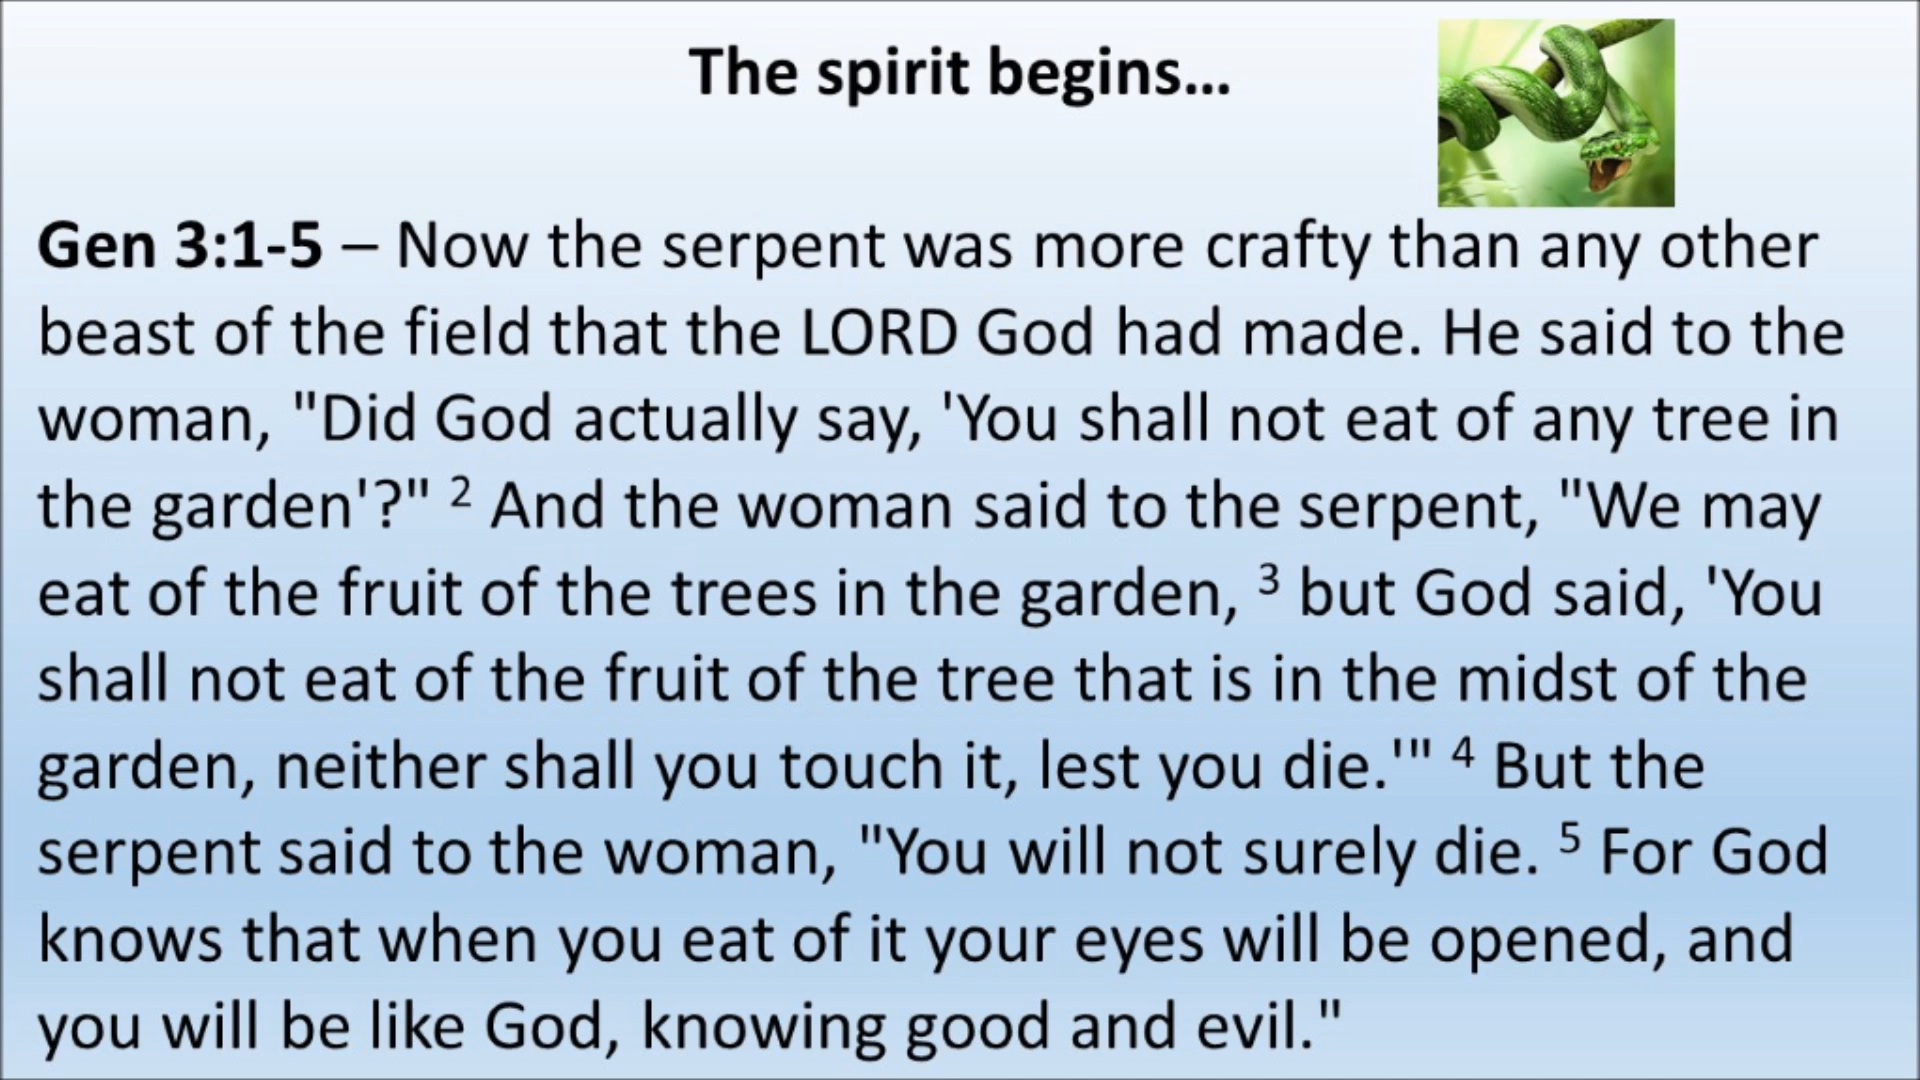 The spirit begins...
Gen 3:1-5 – Now the serpent was more crafty than any other
beast of the field that the LORD God had made. He said to the
woman, "Did God actually say, 'You shall not eat of any tree in
the garden'?" 2 And the woman said to the serpent, "We may
eat of the fruit of the trees in the garden, 3 but God said, 'You
shall not eat of the fruit of the tree that is in the midst of the
garden, neither shall you touch it, lest you die.'" 4 But the
serpent said to the woman, "You will not surely die. 5 For God
knows that when you eat of it your eyes will be opened, and
you will be like God, knowing good and evil."